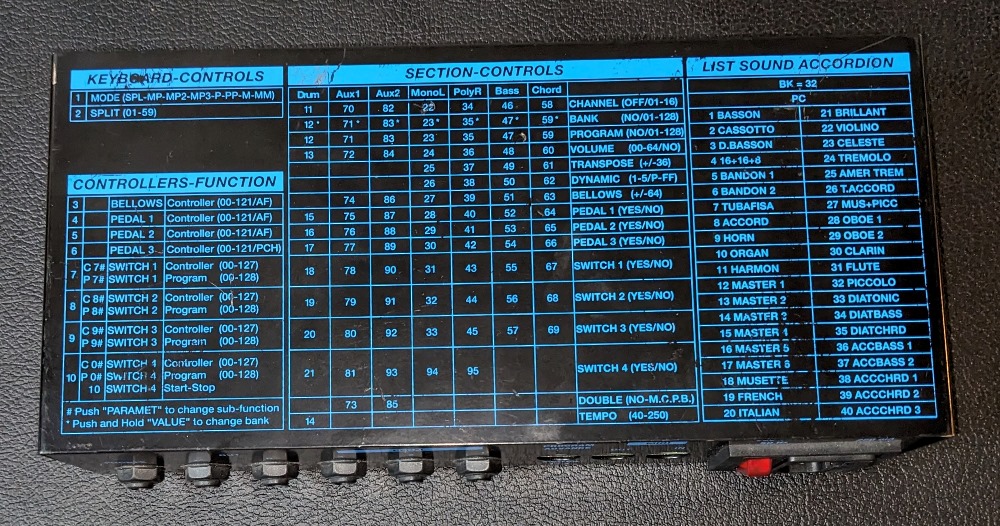 KEYBOARD-CONTROLS
1 MODE (SPL-MP-MP2-MP3-P-PP-M-MM)
2 SPLIT (01-59)
CONTROLLERS-FUNCTION
3 BELLOWS Controller (00-121/AF)
4 PEDAL 1 Controller (00-121/AF)
5 PEDAL 2 Controller (00-121/AF)
6 PEDAL 3 Controller (00-121/PCH)
7 C 7# SWITCH 1 Controller (00-127)
P 7# SWITCH 1 Program (00-128)
8 C 8# SWITCH 2 Controller (00-127)
P 8# SWITCH 2 Program (00-128)
9 C 9# SWITCH 3 Controller (00-127)
P 9# SWITCH 3 Program (00-128)
C 0# SWITCH 4 Controller (00-127)
10 P 0# SWITCH 4 Program (00-128)
10 SWITCH 4 Start-Stop
# Push "PARAMET" to change sub-function
* Push and Hold "VALUE" to change bank
SECTION-CONTROLS
Drum Aux1 Aux2 MonoL PolyR Bass Chord
11 70 82 22 34 46 58 CHANNEL (OFF/01-16)
12* 71* 83* 23* 35* 47* 59* BANK (NO/01-128)
12 71 83 23 35 47 59 PROGRAM (NO/01-128)
13 72 84 24 36 48 60 VOLUME (00-64/NO)
25 37 49 61 TRANSPOSE (+/-36)
26 38 50 62 DYNAMIC (1-5/P-FF)
74 86 27 39 51 63 BELLOWS (+/-64)
15 75 87 28 40 52 64 PEDAL 1 (YES/NO)
16 76 88 29 41 53 65 PEDAL 2 (YES/NO)
17 77 89 30 42 54 66 PEDAL 3 (YES/NO)
18 78 90 31 43 55 67 SWITCH 1 (YES/NO)
19 79 91 32 44 56 68 SWITCH 2 (YES/NO)
20 80 92 33 45 57 69 SWITCH 3 (YES/NO)
21 81 93 94 95 SWITCH 4 (YES/NO)
73 85 DOUBLE (NO-M.C.P.B.)
14 TEMPO (40-250)
LIST SOUND ACCORDION
BK = 32
PC
1 BASSON 21 BRILLANT
2 CASSOTTO 22 VIOLINO
3 D.BASSON 23 CELESTE
4 16+16+8 24 TREMOLO
5 BANDON 1 25 AMER TREM
6 BANDON 2 26 T.ACCORD
7 TUBAFISA 27 MUS+PICC
8 ACCORD 28 OBOE 1
9 HORN 29 OBOE 2
10 ORGAN 30 CLARIN
11 HARMON 31 FLUTE
12 MASTER 1 32 PICCOLO
13 MASTER 2 33 DIATONIC
14 MASTER 34 DIATBASS
15 MASTER 35 DIATCHRD
16 MASTER 36 ACCBASS 1
17 MASTER 37 ACCBASS 2
18 MUSETTE 38 ACCCHRD 1
19 FRENCH 39 ACCCHRD 2
20 ITALIAN 40 ACCCHRD 3